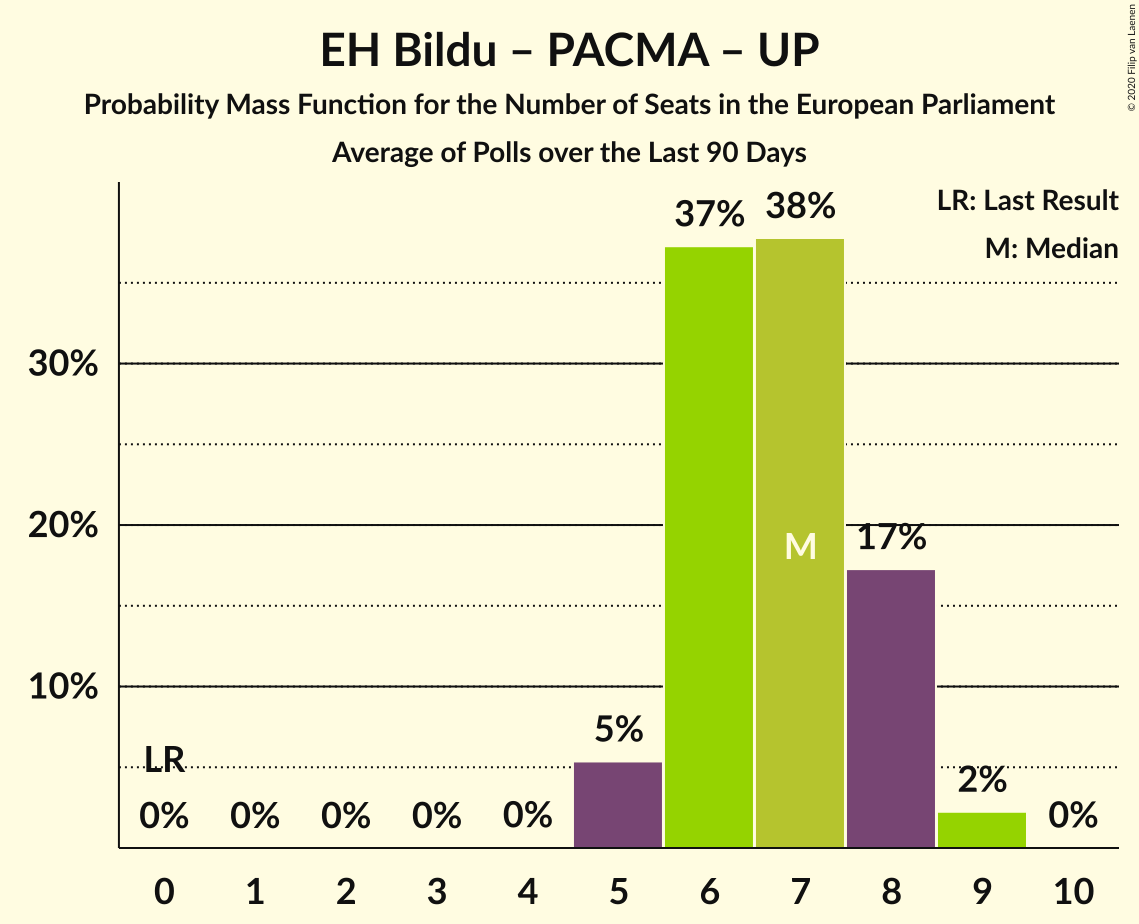 EH Bildu – PACMA – UP
Probability Mass Function for the Number of Seats in the European Parliament
Average of Polls over the Last 90 Days
© 2020 Filip van Laenen
LR: Last Result
M: Median
37%
38%
30%
20%
17%
M
10%
5%
LR
2%
0%
0%
0%
0%
0%
0%
0 1 2 3 4 5 6 7 8 9 10